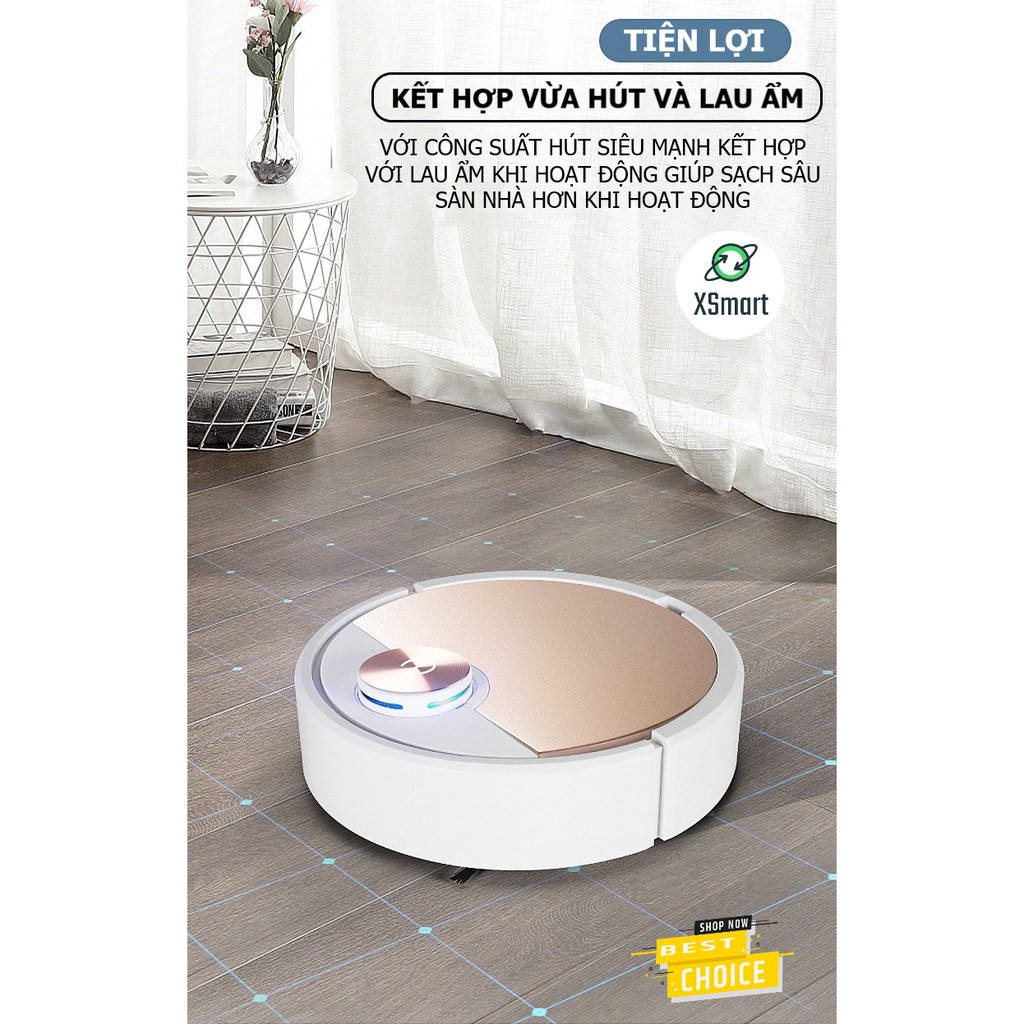 TIỆN LỢI
KẾT HỢP VỪA HÚT VÀ LAU ẨM
VỚI CÔNG SUẤT HÚT SIÊU MẠNH KẾT HỢP
VỚI LAU ẨM KHI HOẠT ĐỘNG GIÚP SẠCH SÂU
SÀN NHÀ HƠN KHI HOẠT ĐỘNG
XSmart
SHOP NOW
BEST
CHOICE